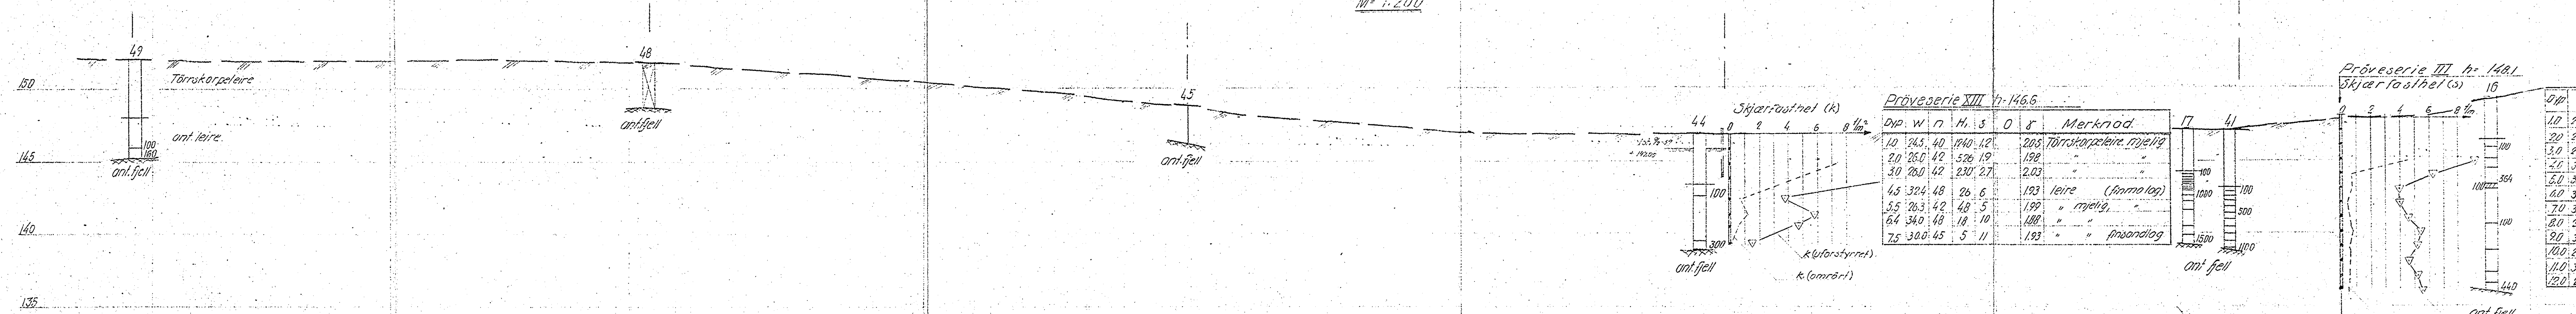 M= 1:200
49
48
45
150
145
140
135
Törrskorpeleire
ant. leire
100
160
ant. fjell
ant. fjell
ant. fjell
Skjærfasthet (k)
44
0 2 4 6 8 t/m²
100
300
ant. fjell
k (uforstyrret)
k (omrört)
Pröveserie XIII h= 146.6
Dyp W n H₁ s O γ Merknad
1.0 24.5 40 1240 1.2 2.05 Törrskorpeleire, mjelig
2.0 26.0 42 526 1.9 1.98 " "
3.0 26.0 42 230 2.7 2.03 " "
4.5 32.4 48 26 6 1.93 leire (finmolag)
5.5 26.3 42 48 5 1.99 " mjelig, "
6.4 34.0 48 18 10 1.88 " "
7.5 30.0 45 5 11 1.93 " " finsandlag
17
41
100
1000
1500
100
500
1100
ant fjell
Pröveserie III h= 148.1
Skjærfasthet (s)
16
0 2 4 6 8 t/m²
100
364
100
100
440
ant. fjell
Dyp
1.0
2.0
3.0
4.0
5.0
6.0
7.0
8.0
9.0
10.0
11.0
12.0